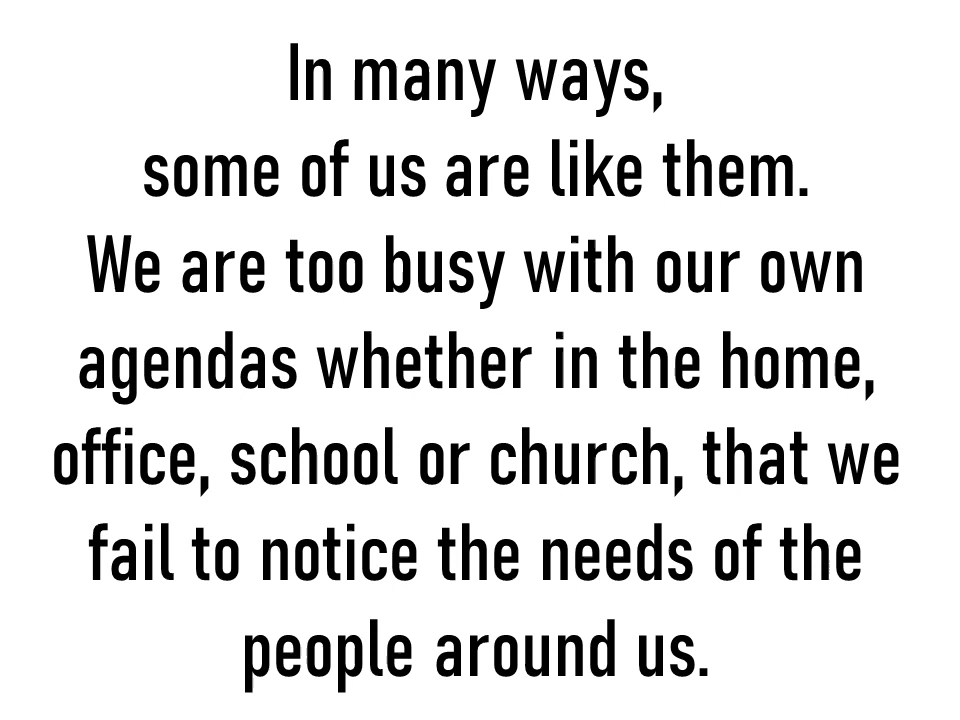 In many ways,
some of us are like them.
We are too busy with our own
agendas whether in the home,
office, school or church, that we
fail to notice the needs of the
people around us.